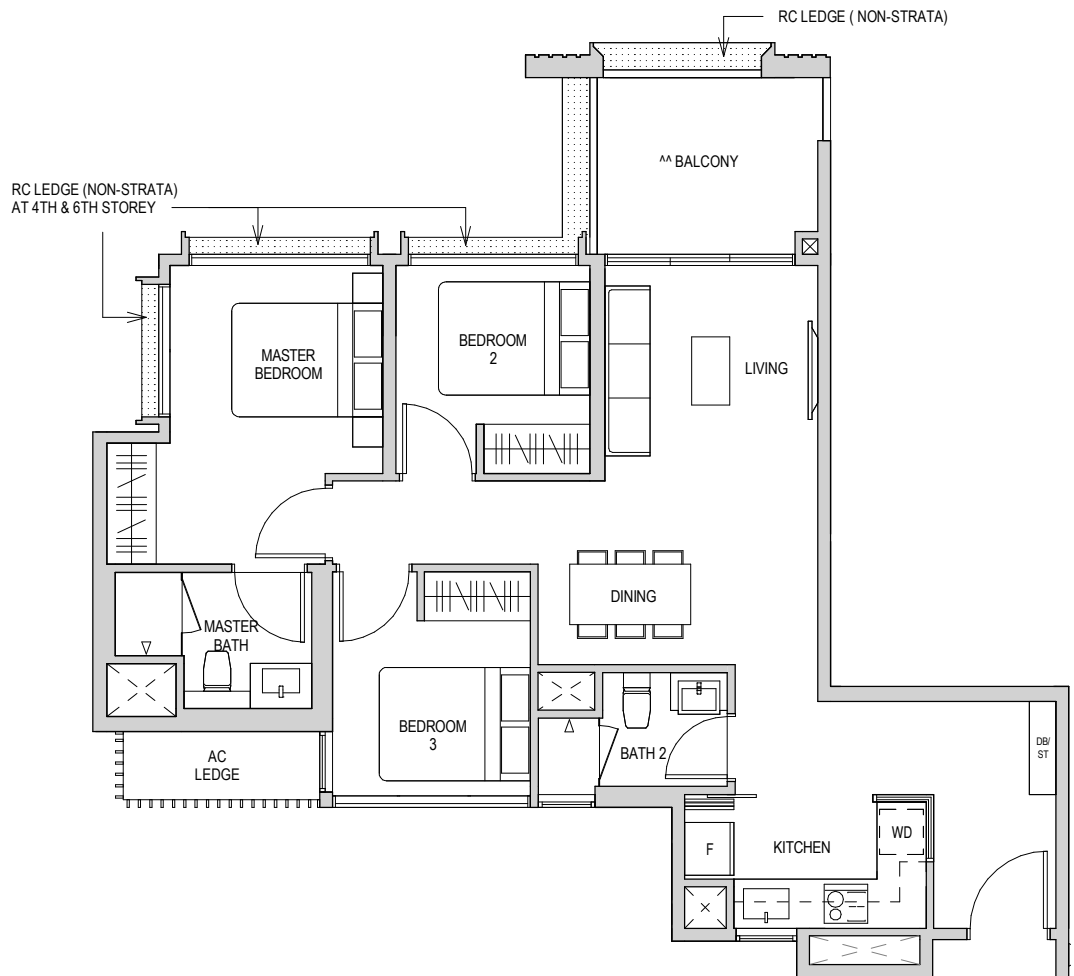 RC LEDGE ( NON-STRATA)
^^ BALCONY
RC LEDGE (NON-STRATA)
AT 4TH & 6TH STOREY
MASTER
BEDROOM
BEDROOM
2
LIVING
DINING
MASTER
BATH
BEDROOM
3
BATH 2
AC
LEDGE
DB/
ST
WD
F
KITCHEN